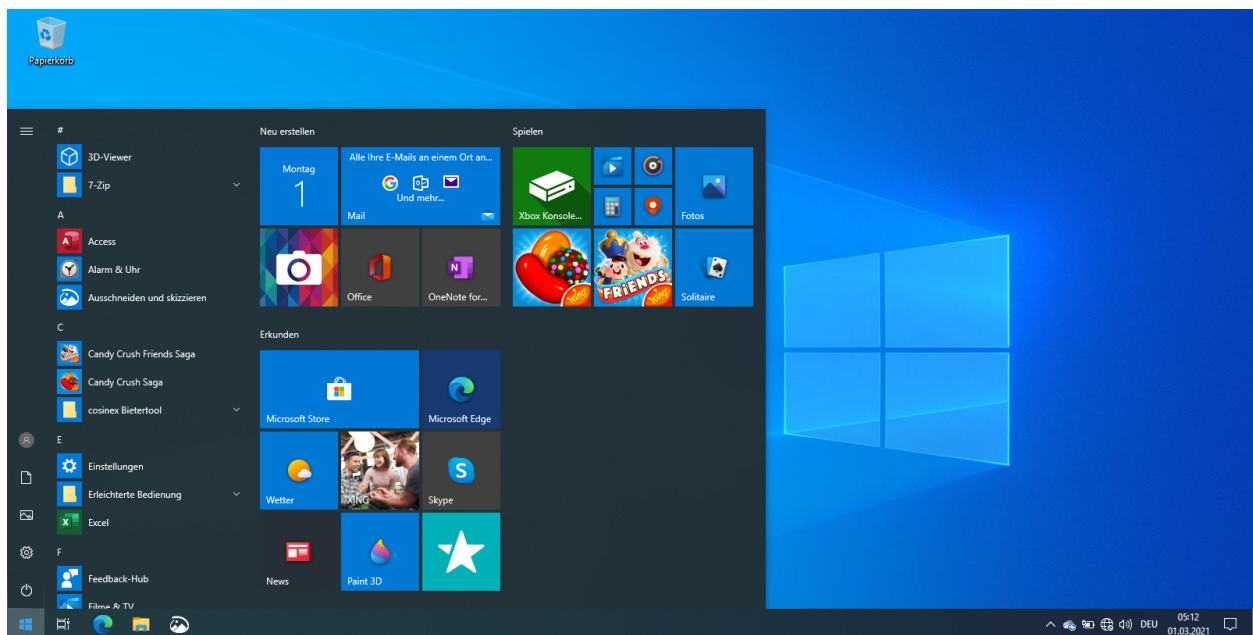 Papierkorb
#
3D-Viewer
7-Zip
A
Access
Alarm & Uhr
Ausschneiden und skizzieren
C
Candy Crush Friends Saga
Candy Crush Saga
cosinex Bietertool
E
Einstellungen
Erleichterte Bedienung
Excel
F
Feedback-Hub
Filme & TV
Neu erstellen
Montag
1
Alle Ihre E-Mails an einem Ort an...
Und mehr...
Mail
Office
OneNote for...
Erkunden
Microsoft Store
Microsoft Edge
Wetter
XING
Skype
News
Paint 3D
Spielen
Xbox Konsole...
Fotos
King
FRIENDS
King
Solitaire
DEU
05:12
01.03.2021